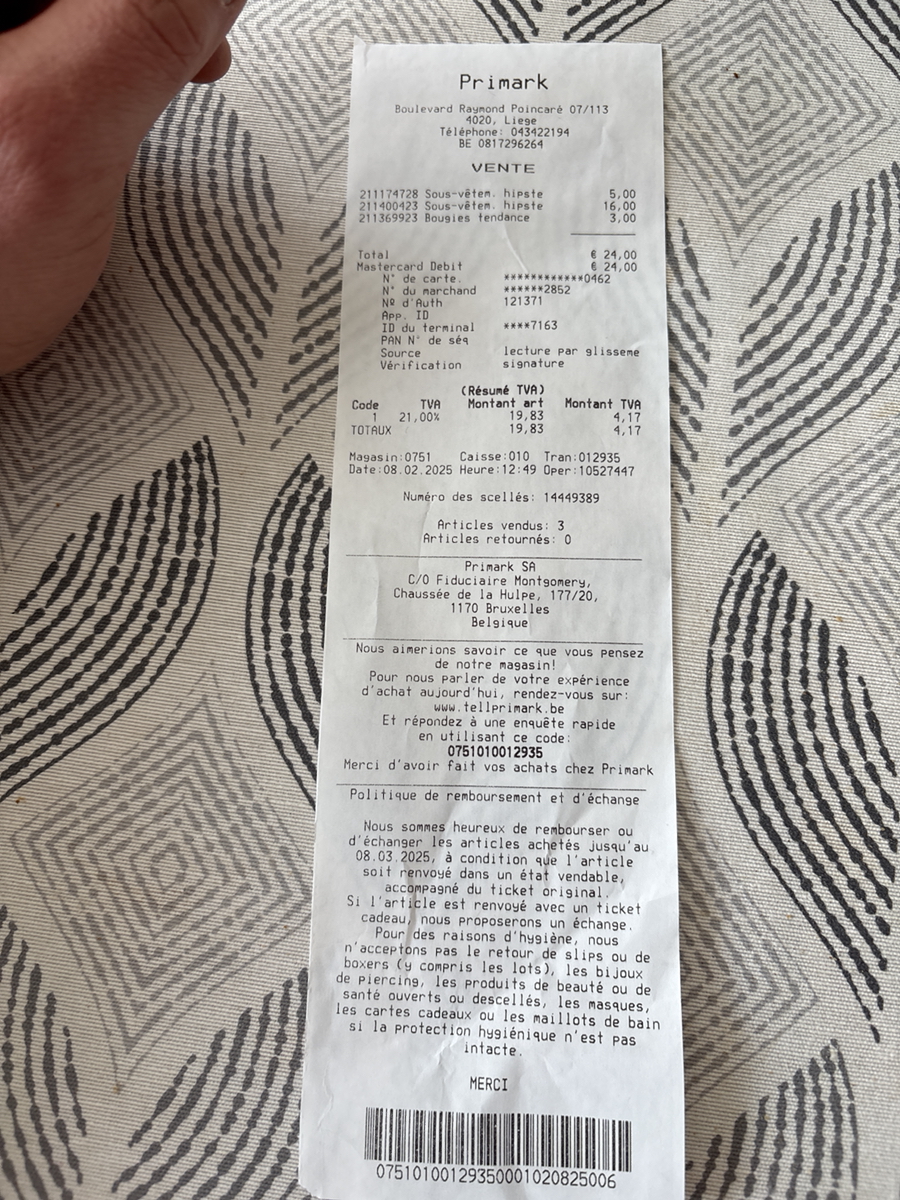 Primark
Boulevard Raymond Poincaré 07/113
4020, Liege
Téléphone: 043422194
BE 0817296264
VENTE
211174728 Sous-vêtem. hipste 5,00
211400423 Sous-vêtem. hipste 16,00
211369923 Bougies tendance 3,00
Total € 24,00
Mastercard Debit € 24,00
N° de carte. ************0462
N° du marchand ******2852
Nº d'Auth 121371
App. ID
ID du terminal ****7163
PAN N° de séq
Source lecture par glisseme
Vérification signature
(Résumé TVA)
Code TVA Montant art Montant TVA
1 21,00% 19,83 4,17
TOTAUX 19,83 4,17
Magasin:0751 Caisse:010 Tran:012935
Date:08.02.2025 Heure:12:49 Oper:10527447
Numéro des scellés: 14449389
Articles vendus: 3
Articles retournés: 0
Primark SA
C/O Fiduciaire Montgomery,
Chaussée de la Hulpe, 177/20,
1170 Bruxelles
Belgique
Nous aimerions savoir ce que vous pensez
de notre magasin!
Pour nous parler de votre expérience
d'achat aujourd'hui, rendez-vous sur:
www.tellprimark.be
Et répondez à une enquête rapide
en utilisant ce code:
0751010012935
Merci d'avoir fait vos achats chez Primark
Politique de remboursement et d'échange
Nous sommes heureux de rembourser ou
d'échanger les articles achetés jusqu'au
08.03.2025, à condition que l'article
soit renvoyé dans un état vendable,
accompagné du ticket original.
Si l'article est renvoyé avec un ticket
cadeau, nous proposerons un échange.
Pour des raisons d'hygiène, nous
n'acceptons pas le retour de slips ou de
boxers (y compris les lots), les bijoux
de piercing, les produits de beauté ou de
santé ouverts ou descellés, les masques,
les cartes cadeaux ou les maillots de bain
si la protection hygiénique n'est pas
intacte.
MERCI
07510100129350001020825006